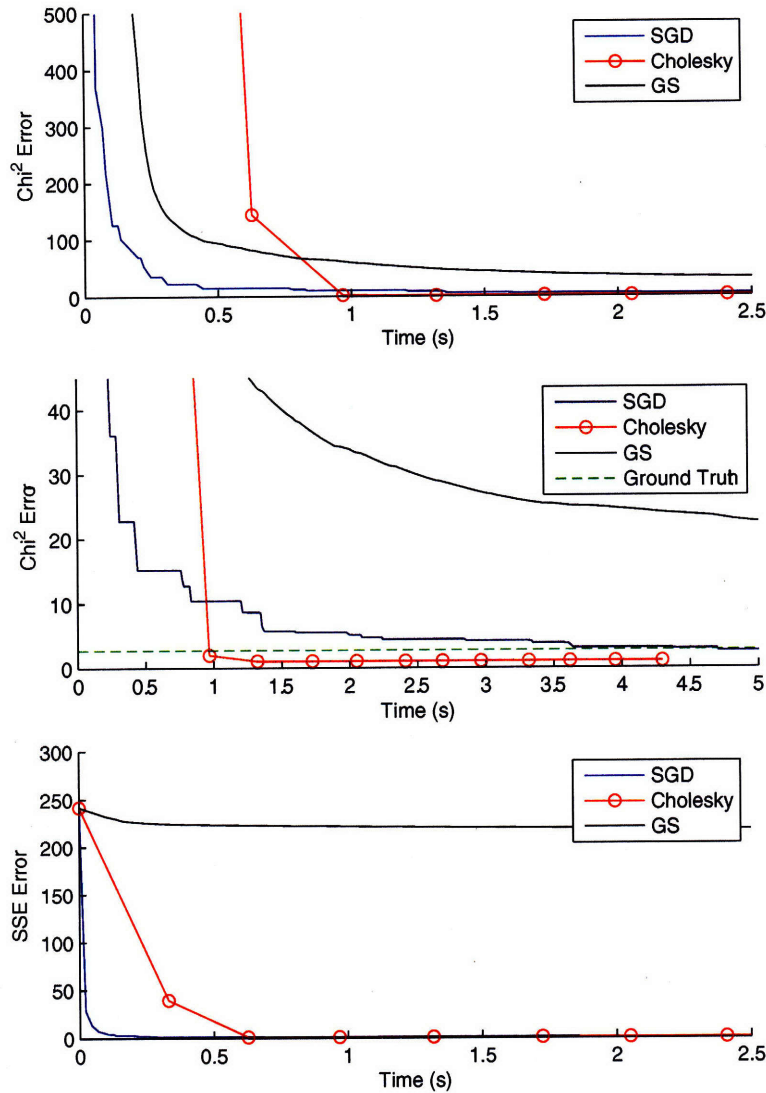 500
400
300
200
100
0
Chi² Error
0 0.5 1 1.5 2 2.5
Time (s)
SGD
Cholesky
GS
40
30
20
10
0
Chi² Error
0 0.5 1 1.5 2 2.5 3 3.5 4 4.5 5
Time (s)
SGD
Cholesky
GS
Ground Truth
300
250
200
150
100
50
0
SSE Error
0 0.5 1 1.5 2 2.5
Time (s)
SGD
Cholesky
GS